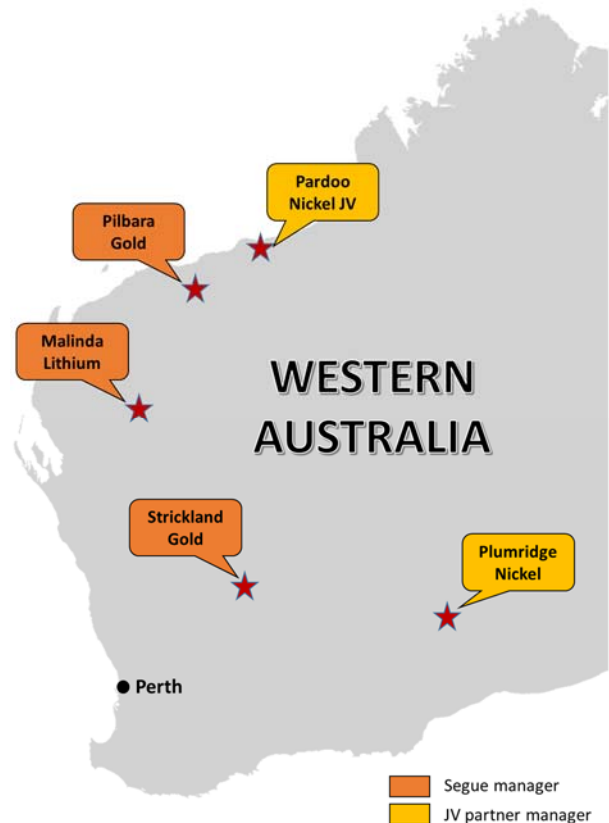 Pardoo
Nickel JV
Pilbara
Gold
Malinda
Lithium
WESTERN
AUSTRALIA
Strickland
Gold
Plumridge
Nickel
Perth
Segue manager
JV partner manager